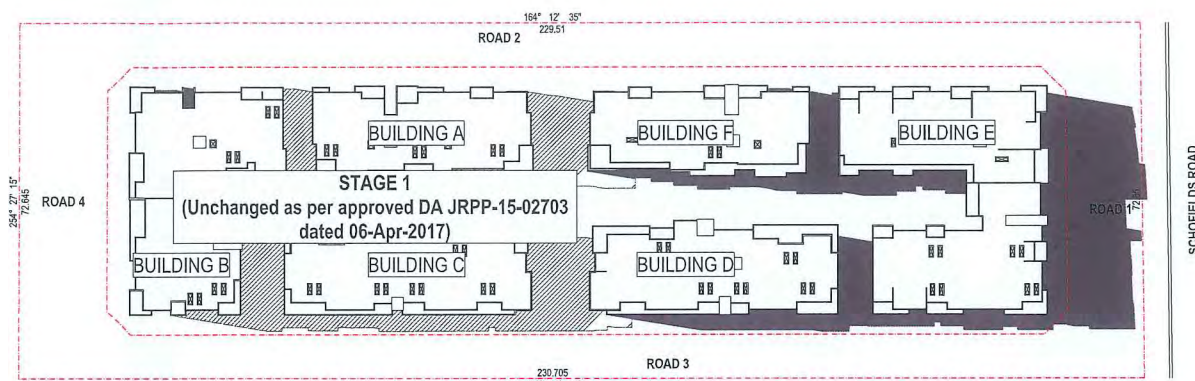 164° 12' 35"
229.51
ROAD 2
BUILDING A
BUILDING F
BUILDING E
STAGE 1
(Unchanged as per approved DA JRPP-15-02703
dated 06-Apr-2017)
254° 27' 15"
72.645
ROAD 4
ROAD 1
SCHOFIELDS ROAD
BUILDING B
BUILDING C
BUILDING D
ROAD 3
230.705